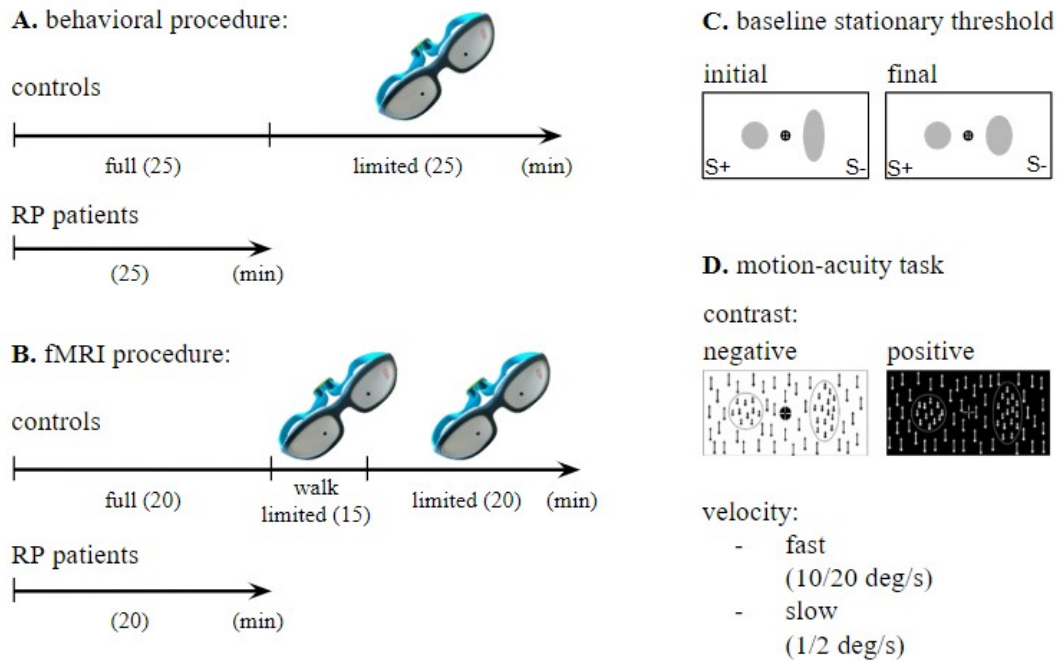 A. behavioral procedure:
controls
full (25)
limited (25)
(min)
RP patients
(25)
(min)
B. fMRI procedure:
controls
full (20)
walk
limited (15)
limited (20)
(min)
RP patients
(20)
(min)
C. baseline stationary threshold
initial
final
S+
S-
S+
S-
D. motion-acuity task
contrast:
negative
positive
velocity:
- fast
(10/20 deg/s)
- slow
(1/2 deg/s)